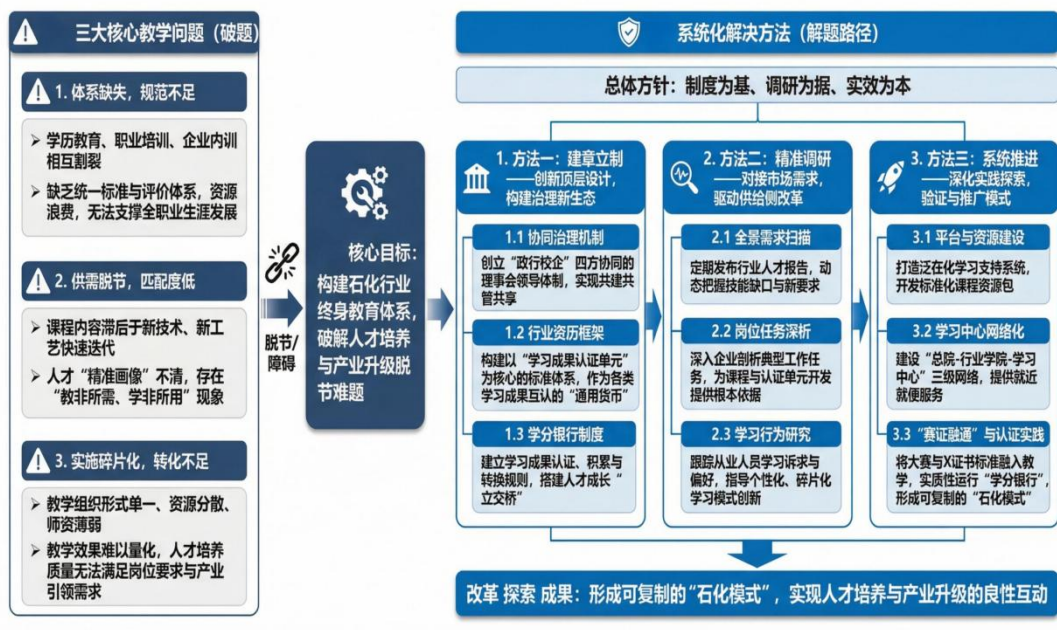 三大核心教学问题（破题）
1. 体系缺失，规范不足
学历教育、职业培训、企业内训
相互割裂
缺乏统一标准与评价体系，资源
浪费，无法支撑全职业生涯发展
2. 供需脱节，匹配度低
课程内容滞后于新技术、新工
艺快速迭代
人才“精准画像”不清，存在
“教非所需、学非所用”现象
3. 实施碎片化，转化不足
教学组织形式单一、资源分散、
师资薄弱
教学效果难以量化，人才培养
质量无法满足岗位要求与产业
引领需求
脱节/
障碍
核心目标：
构建石化行业
终身教育体系，
破解人才培养
与产业升级脱
节难题
系统化解决方法（解题路径）
总体方针：制度为基、调研为据、实效为本
1. 方法一：建章立制
——创新顶层设计，
构建治理新生态
1.1 协同治理机制
创立“政行校企”四方协同的
理事会领导体制，实现共建共
管共享
1.2 行业资历框架
构建以“学习成果认证单元”
为核心的标准体系，作为各类
学习成果互认的“通用货币”
1.3 学分银行制度
建立学习成果认证、积累与
转换规则，搭建人才成长“
立交桥”
2. 方法二：精准调研
——对接市场需求，
驱动供给侧改革
2.1 全景需求扫描
定期发布行业人才报告，动
态把握技能缺口与新要求
2.2 岗位任务深析
深入企业剖析典型工作任
务，为课程与认证单元开发
提供根本依据
2.3 学习行为研究
跟踪从业人员学习诉求与
偏好，指导个性化、碎片化
学习模式创新
3. 方法三：系统推进
——深化实践探索，
验证与推广模式
3.1 平台与资源建设
打造泛在化学习支持系统，
开发标准化课程资源包
3.2 学习中心网络化
建设“总院-行业学院-学习
中心”三级网络，提供就近
就便服务
3.3 “赛证融通”与认证实践
将大赛与X证书标准融入教
学，实质性运行“学分银行”，
形成可复制的“石化模式”
改革 探索 成果：形成可复制的“石化模式”，实现人才培养与产业升级的良性互动